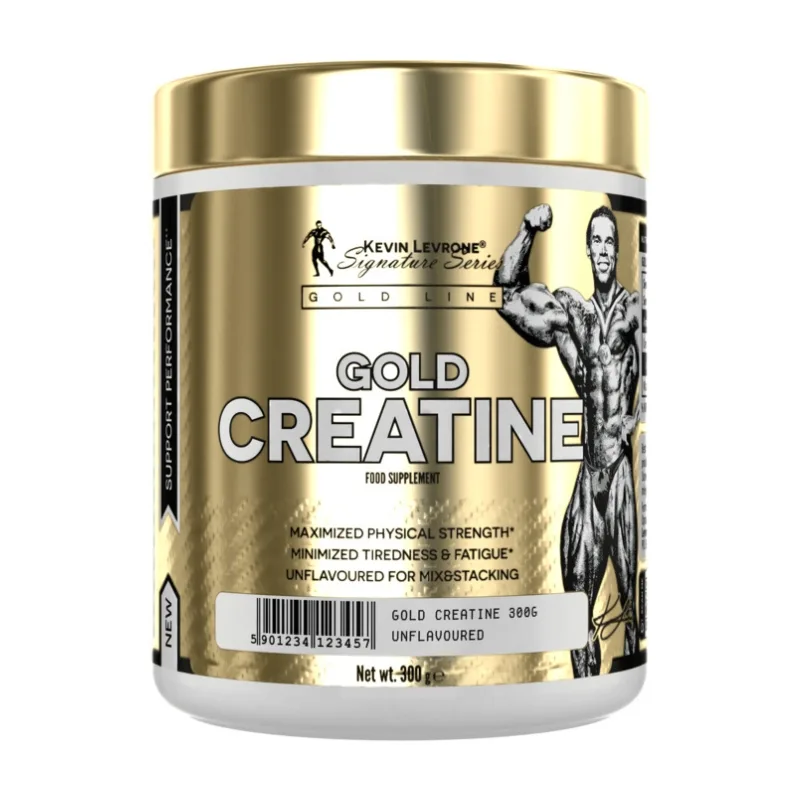 KEVIN LEVRONE®
Signature Series
GOLD LINE
GOLD
CREATINE
FOOD SUPPLEMENT
MAXIMIZED PHYSICAL STRENGTH*
MINIMIZED TIREDNESS & FATIGUE*
UNFLAVOURED FOR MIX&STACKING
GOLD CREATINE 300G
UNFLAVOURED
5 901234 123457
Net wt. 300 g ℮
SUPPORT PERFORMANCE**
NEW